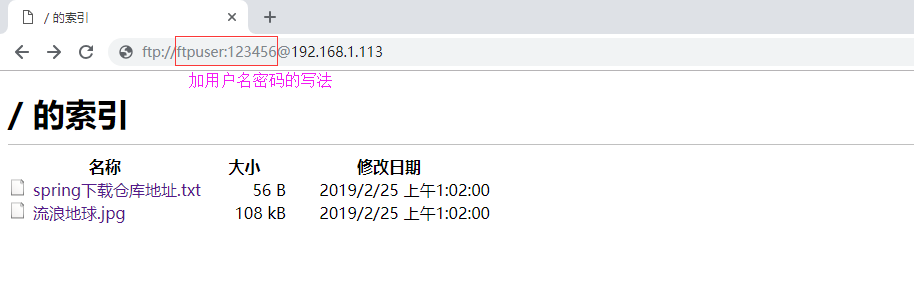 / 的索引
ftp://ftpuser:123456@192.168.1.113
加用户名密码的写法
/ 的索引
名称 大小 修改日期
spring下载仓库地址.txt 56 B 2019/2/25 上午1:02:00
流浪地球.jpg 108 kB 2019/2/25 上午1:02:00